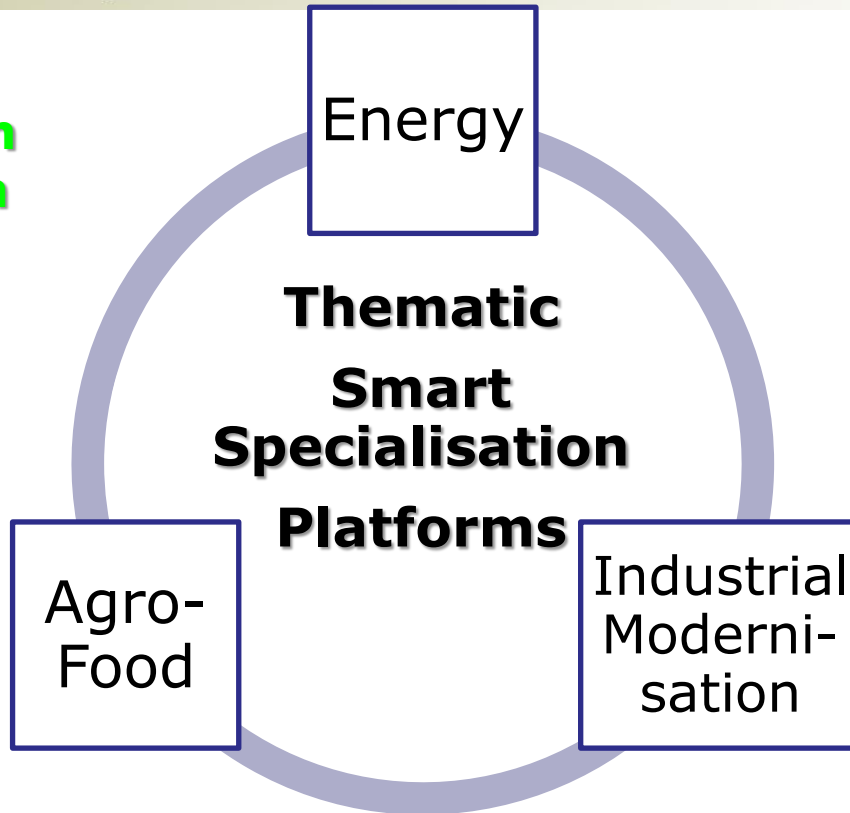 Energy
Thematic
Smart
Specialisation
Platforms
Agro-
Food
Industrial
Moderni-
sation